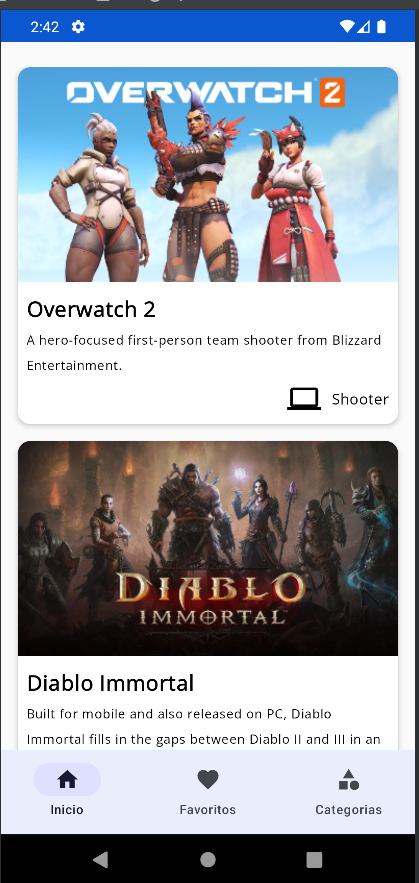 2:42
OVERWATCH 2
Overwatch 2
A hero-focused first-person team shooter from Blizzard
Entertainment.
Shooter
DIABLO
IMMORTAL
Diablo Immortal
Built for mobile and also released on PC, Diablo
Immortal fills in the gaps between Diablo II and III in an
Inicio
Favoritos
Categorias